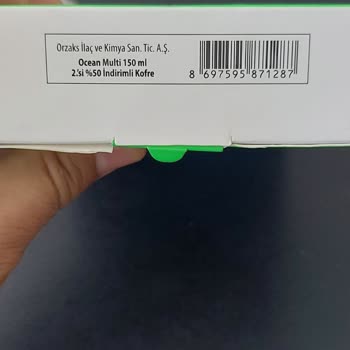 Orzaks İlaç ve Kimya San. Tic. A.Ş.
Ocean Multi 150 ml
2.'si %50 İndirimli Kofre
8 697595 871287